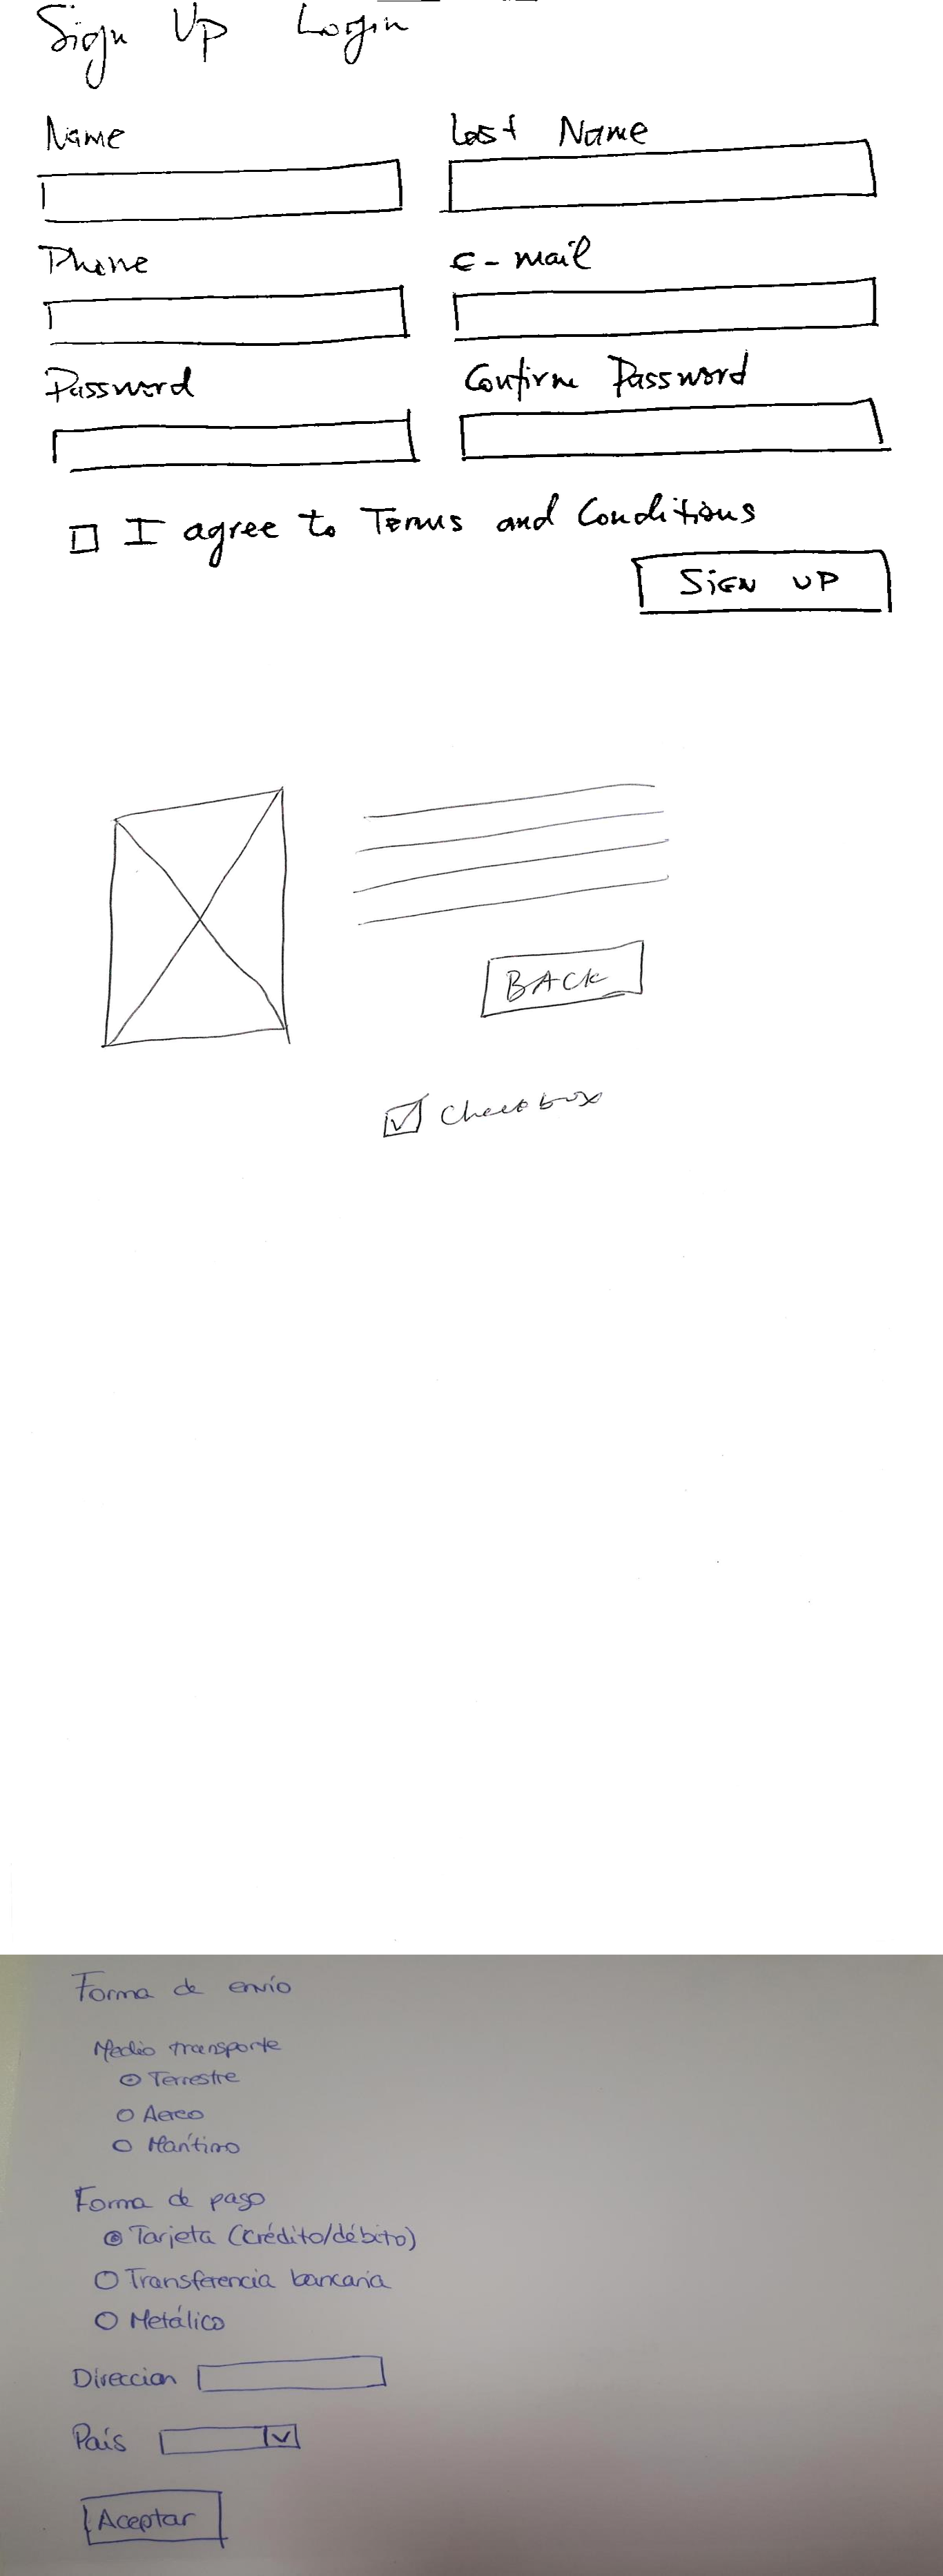 Sign Up Login
Name Last Name
Phone e-mail
Password Confirm Password
I agree to Terms and Conditions
SIGN UP
BACK
Checkbox
Forma de envío
Medio transporte
Terrestre
Aereo
Marítimo
Forma de pago
Tarjeta (crédito/débito)
Transferencia bancaria
Metálico
Direccion
País
Aceptar